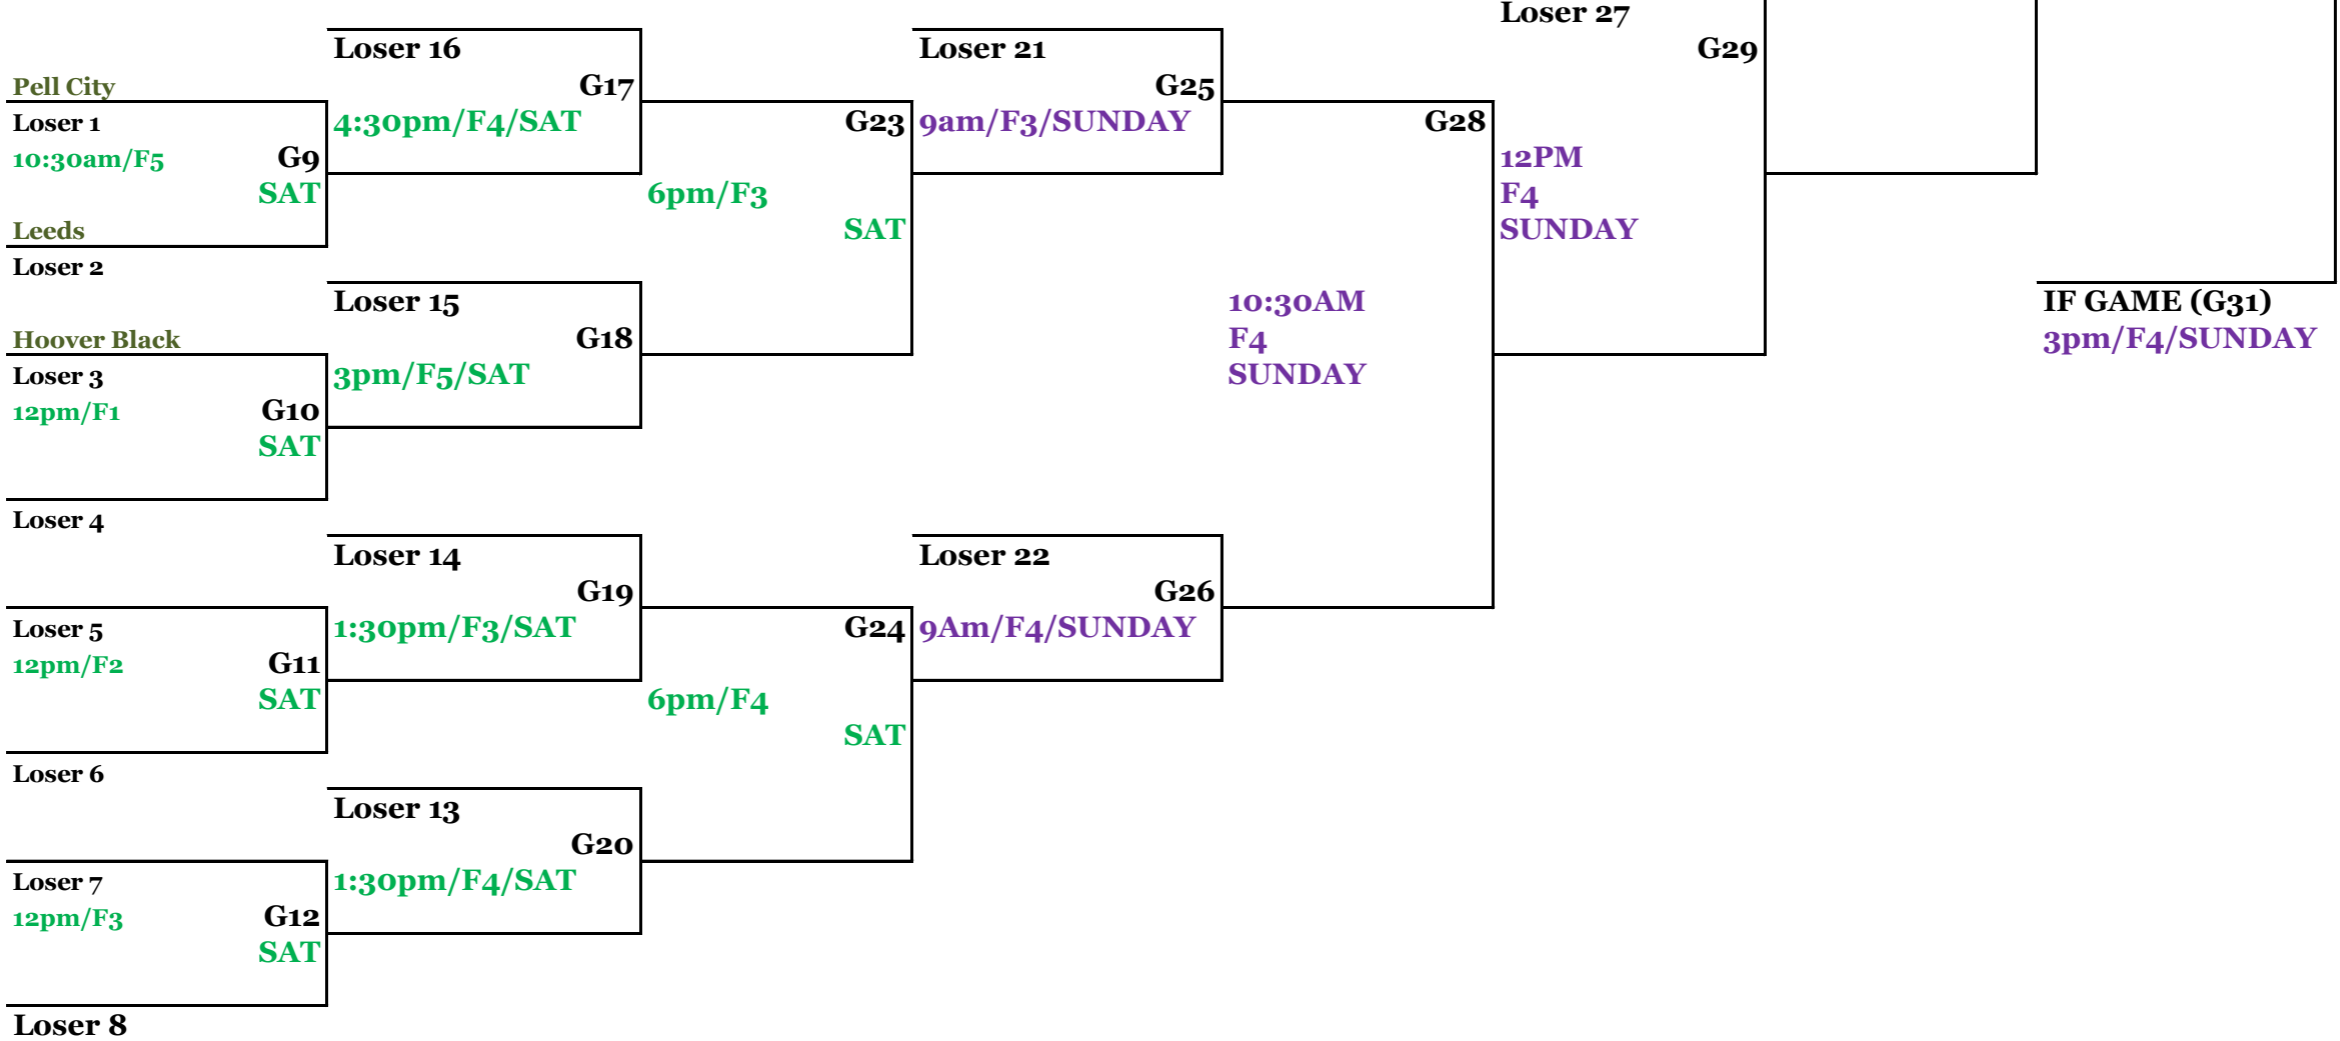 Loser 27
Loser 16
Loser 21
G29
Pell City
G17
G25
Loser 1
4:30pm/F4/SAT
G23
9am/F3/SUNDAY
G28
10:30am/F5
G9
12PM
SAT
6pm/F3
F4
Leeds
SAT
SUNDAY
Loser 2
Loser 15
10:30AM
IF GAME (G31)
Hoover Black
G18
F4
3pm/F4/SUNDAY
Loser 3
3pm/F5/SAT
SUNDAY
12pm/F1
G10
SAT
Loser 4
Loser 14
Loser 22
G19
G26
Loser 5
1:30pm/F3/SAT
G24
9Am/F4/SUNDAY
12pm/F2
G11
SAT
6pm/F4
SAT
Loser 6
Loser 13
G20
Loser 7
1:30pm/F4/SAT
12pm/F3
G12
SAT
Loser 8